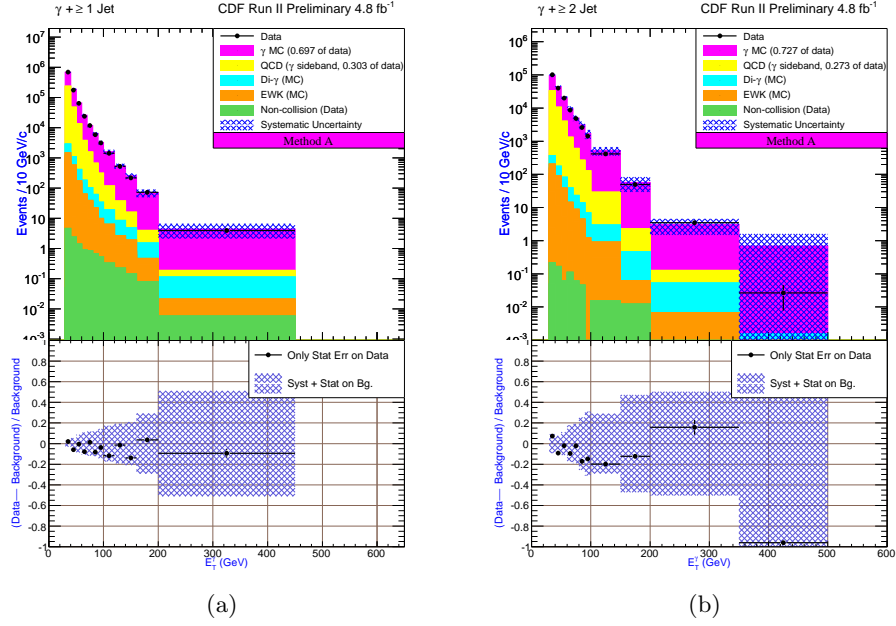 γ + ≥ 1 Jet CDF Run II Preliminary 4.8 fb⁻¹
10⁷
10⁶
10⁵
10⁴
10³
10²
10
1
10⁻¹
10⁻²
10⁻³
Events / 10 GeV/c
Data
γ MC (0.697 of data)
QCD (γ sideband, 0.303 of data)
Di-γ (MC)
EWK (MC)
Non-collision (Data)
Systematic Uncertainty
Method A
1
0.8
0.6
0.4
0.2
0
-0.2
-0.4
-0.6
-0.8
-1
(Data— Background) / Background
Only Stat Err on Data
Syst + Stat on Bg.
0 100 200 300 400 500 600
E_T^γ (GeV)
(a)
γ + ≥ 2 Jet CDF Run II Preliminary 4.8 fb⁻¹
10⁶
10⁵
10⁴
10³
10²
10
1
10⁻¹
10⁻²
10⁻³
Events / 10 GeV/c
Data
γ MC (0.727 of data)
QCD (γ sideband, 0.273 of data)
Di-γ (MC)
EWK (MC)
Non-collision (Data)
Systematic Uncertainty
Method A
1
0.8
0.6
0.4
0.2
0
-0.2
-0.4
-0.6
-0.8
-1
(Data— Background) / Background
Only Stat Err on Data
Syst + Stat on Bg.
0 100 200 300 400 500 600
E_T^γ (GeV)
(b)